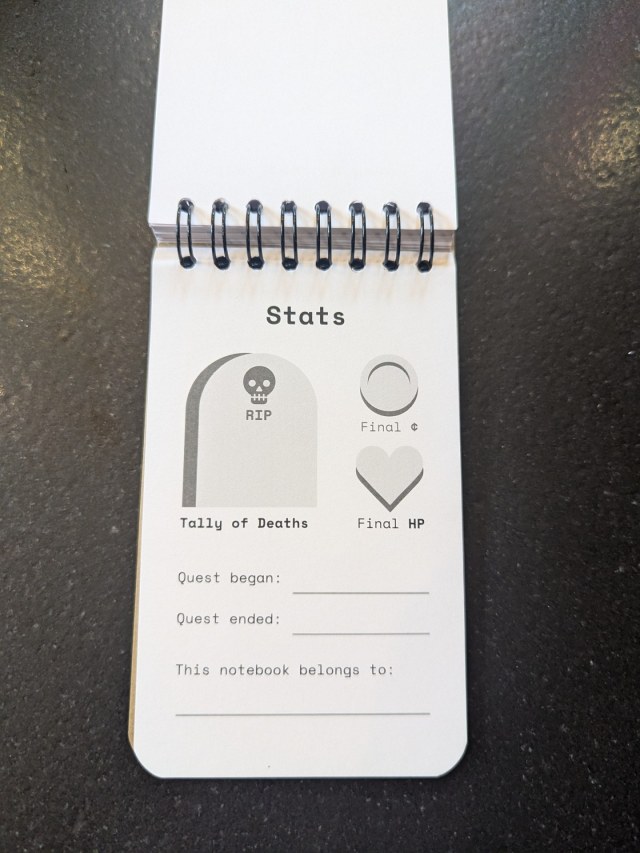 Stats
RIP
Final ¢
Tally of Deaths
Final HP
Quest began:
Quest ended:
This notebook belongs to: